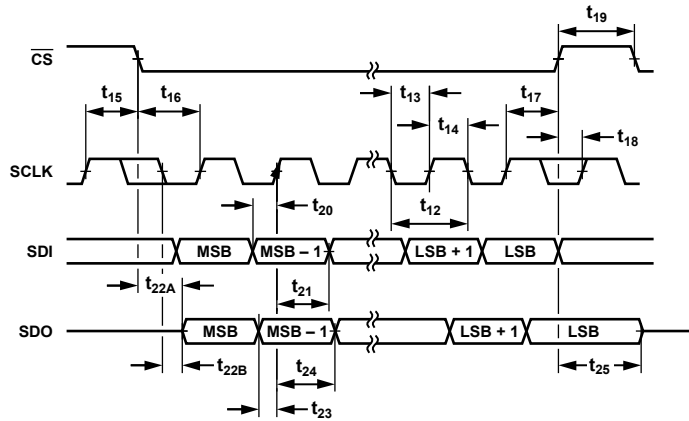 t19
CS
t15
t16
t13
t17
t14
t18
SCLK
t20
t12
SDI
MSB
MSB – 1
LSB + 1
LSB
t22A
t21
SDO
MSB
MSB – 1
LSB + 1
LSB
t22B
t24
t25
t23